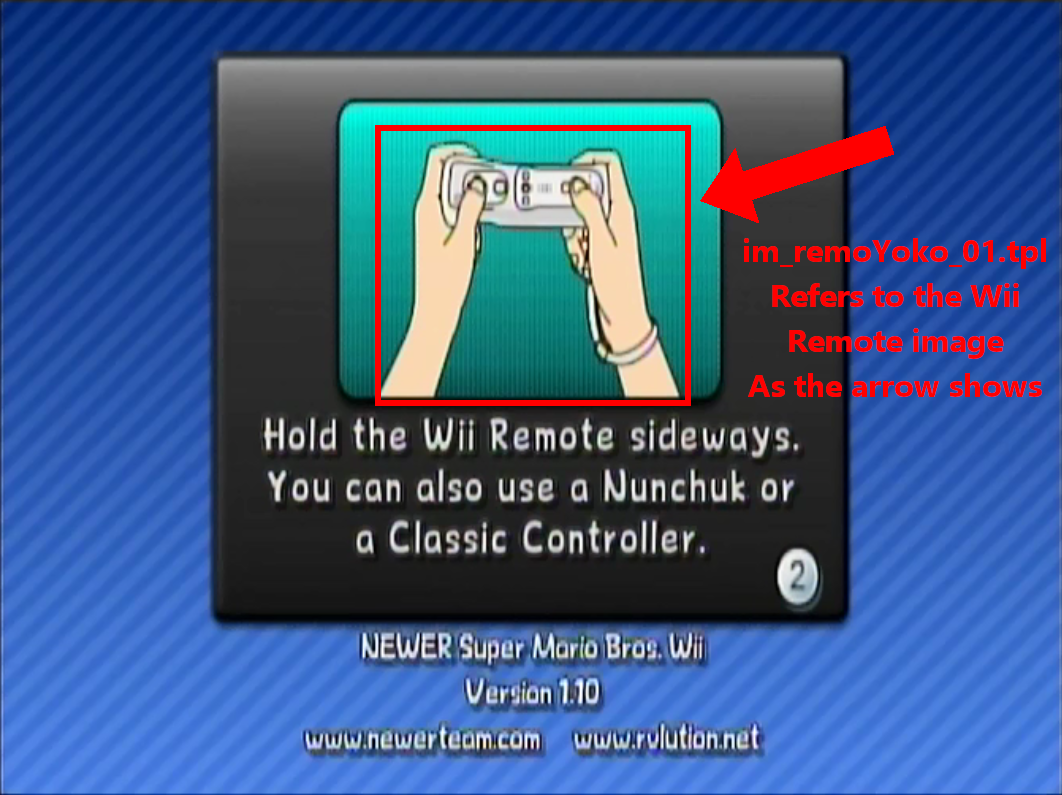 im_remoYoko_01.tpl
Refers to the Wii
Remote image
As the arrow shows
Hold the Wii Remote sideways.
You can also use a Nunchuk or
a Classic Controller.
2
NEWER Super Mario Bros. Wii
Version 1.10
www.newerteam.com www.rvlution.net